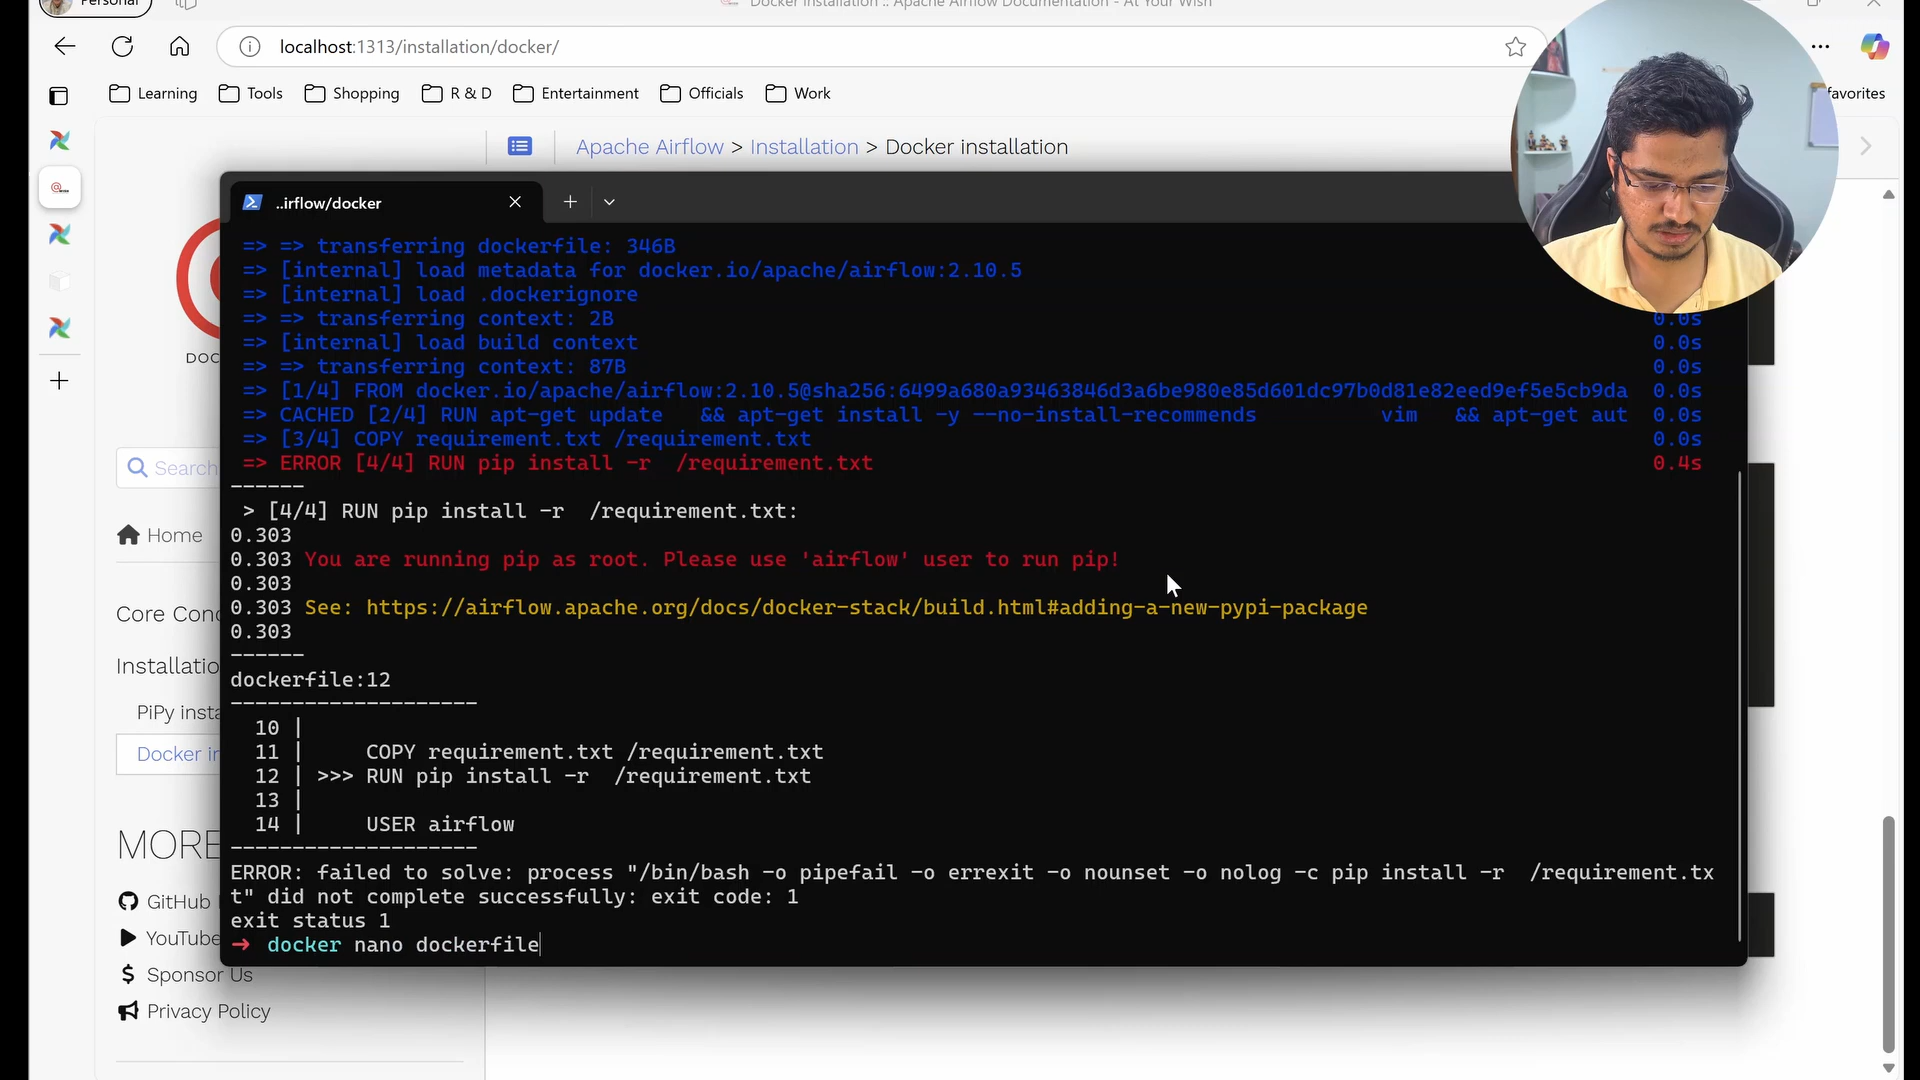 Personal
Docker installation :: Apache Airflow Documentation - At Your Wish
localhost:1313/installation/docker/
Learning
Tools
Shopping
R & D
Entertainment
Officials
Work
favorites
Apache Airflow > Installation > Docker installation
..irflow/docker
=> => transferring dockerfile: 346B
=> [internal] load metadata for docker.io/apache/airflow:2.10.5
=> [internal] load .dockerignore
=> => transferring context: 2B 0.0s
=> [internal] load build context 0.0s
=> => transferring context: 87B 0.0s
=> [1/4] FROM docker.io/apache/airflow:2.10.5@sha256:6499a680a93463846d3a6be980e85d601dc97b0d81e82eed9ef5e5cb9da 0.0s
=> CACHED [2/4] RUN apt-get update   && apt-get install -y --no-install-recommends          vim   && apt-get aut 0.0s
=> [3/4] COPY requirement.txt /requirement.txt 0.0s
=> ERROR [4/4] RUN pip install -r  /requirement.txt 0.4s
------
> [4/4] RUN pip install -r  /requirement.txt:
0.303
0.303 You are running pip as root. Please use 'airflow' user to run pip!
0.303
0.303 See: https://airflow.apache.org/docs/docker-stack/build.html#adding-a-new-pypi-package
0.303
------
dockerfile:12
--------------------
10 |
11 |     COPY requirement.txt /requirement.txt
12 | >>> RUN pip install -r  /requirement.txt
13 |
14 |     USER airflow
--------------------
ERROR: failed to solve: process "/bin/bash -o pipefail -o errexit -o nounset -o nolog -c pip install -r  /requirement.tx
t" did not complete successfully: exit code: 1
exit status 1
➜ docker nano dockerfile
DOC
Search
Home
Core Con
Installatio
PiPy insta
Docker in
MORE
GitHub
YouTube
Sponsor Us
Privacy Policy